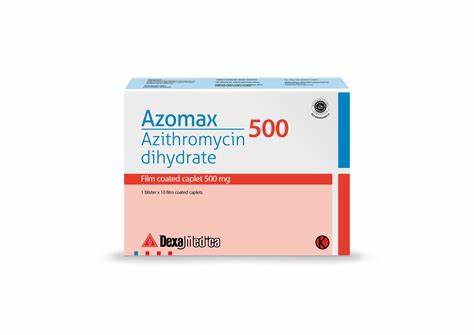 Azomax 500
Azithromycin
dihydrate
Film coated caplet 500 mg
1 blister x 10 film coated caplets
DexaMedica
K